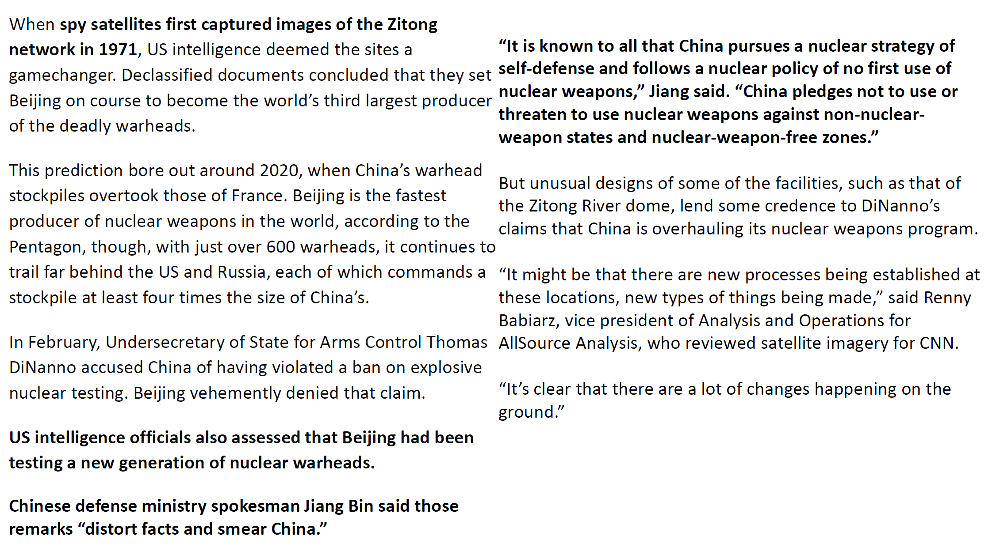 When spy satellites first captured images of the Zitong
network in 1971, US intelligence deemed the sites a
gamechanger. Declassified documents concluded that they set
Beijing on course to become the world’s third largest producer
of the deadly warheads.
This prediction bore out around 2020, when China’s warhead
stockpiles overtook those of France. Beijing is the fastest
producer of nuclear weapons in the world, according to the
Pentagon, though, with just over 600 warheads, it continues to
trail far behind the US and Russia, each of which commands a
stockpile at least four times the size of China’s.
In February, Undersecretary of State for Arms Control Thomas
DiNanno accused China of having violated a ban on explosive
nuclear testing. Beijing vehemently denied that claim.
US intelligence officials also assessed that Beijing had been
testing a new generation of nuclear warheads.
Chinese defense ministry spokesman Jiang Bin said those
remarks “distort facts and smear China.”
“It is known to all that China pursues a nuclear strategy of
self-defense and follows a nuclear policy of no first use of
nuclear weapons,” Jiang said. “China pledges not to use or
threaten to use nuclear weapons against non-nuclear-
weapon states and nuclear-weapon-free zones.”
But unusual designs of some of the facilities, such as that of
the Zitong River dome, lend some credence to DiNanno’s
claims that China is overhauling its nuclear weapons program.
“It might be that there are new processes being established at
these locations, new types of things being made,” said Renny
Babiarz, vice president of Analysis and Operations for
AllSource Analysis, who reviewed satellite imagery for CNN.
“It’s clear that there are a lot of changes happening on the
ground.”